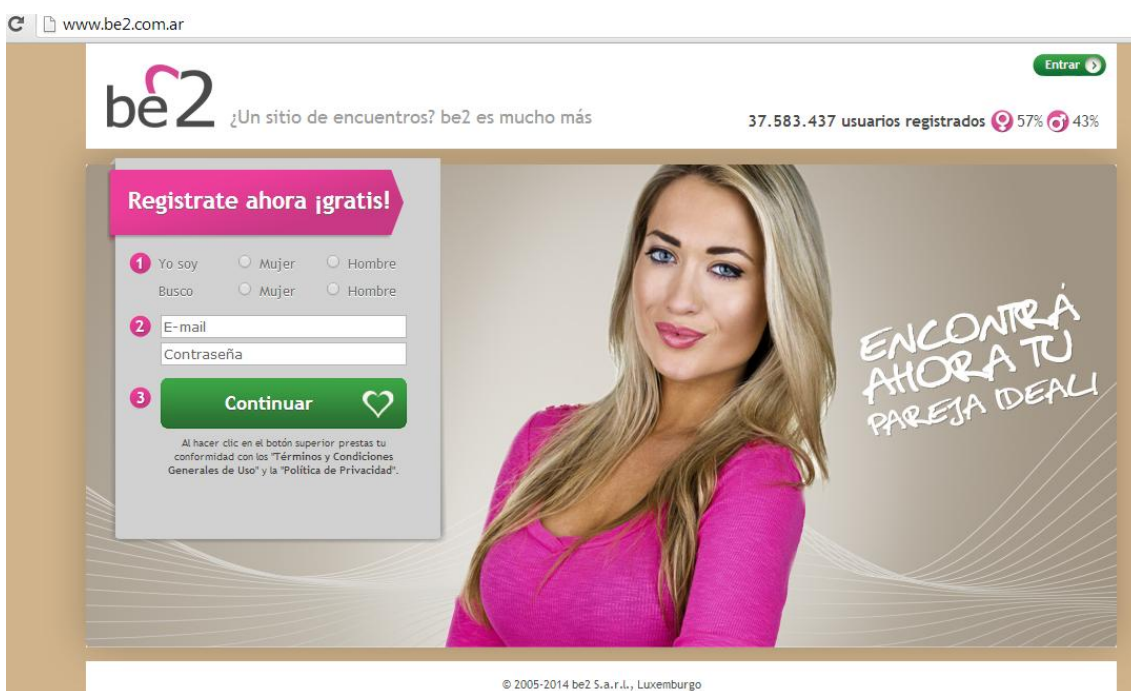 www.be2.com.ar
Entrar
be2
¿Un sitio de encuentros? be2 es mucho más
37.583.437 usuarios registrados 57% 43%
Registrate ahora ¡gratis!
1 Yo soy Mujer Hombre
Busco Mujer Hombre
2 E-mail
Contraseña
3 Continuar
Al hacer clic en el botón superior prestas tu
conformidad con los "Términos y Condiciones
Generales de Uso" y la "Política de Privacidad".
ENCONTRÁ
AHORA TU
PAREJA IDEAL!
© 2005-2014 be2 S.a.r.l., Luxemburgo